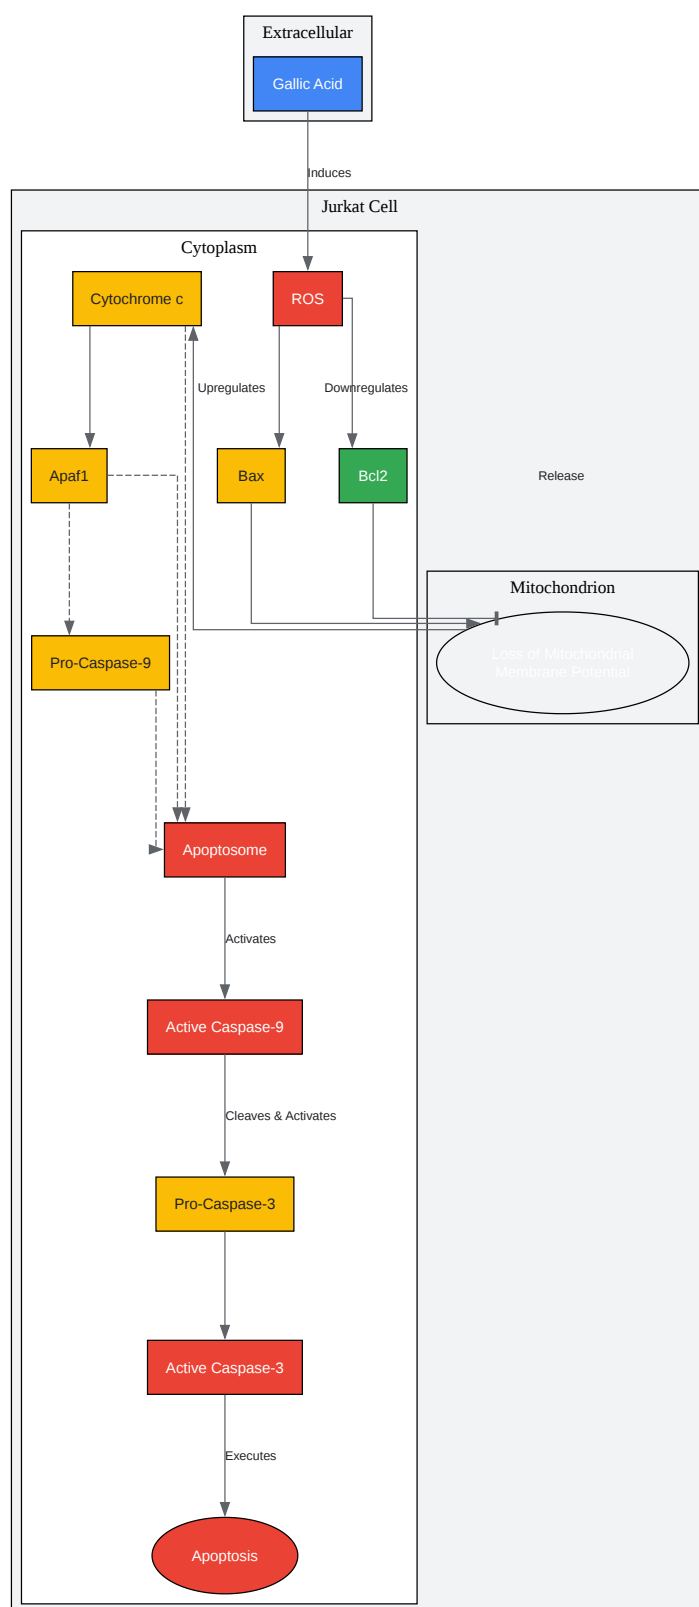 Extracellular
Gallic Acid
Induces
Jurkat Cell
Cytoplasm
Cytochrome c
ROS
Upregulates
Downregulates
Apaf1
Bax
Bcl2
Release
Mitochondrion
Loss of Mitochondrial
Membrane Potential
Pro-Caspase-9
Apoptosome
Activates
Active Caspase-9
Cleaves & Activates
Pro-Caspase-3
Active Caspase-3
Executes
Apoptosis